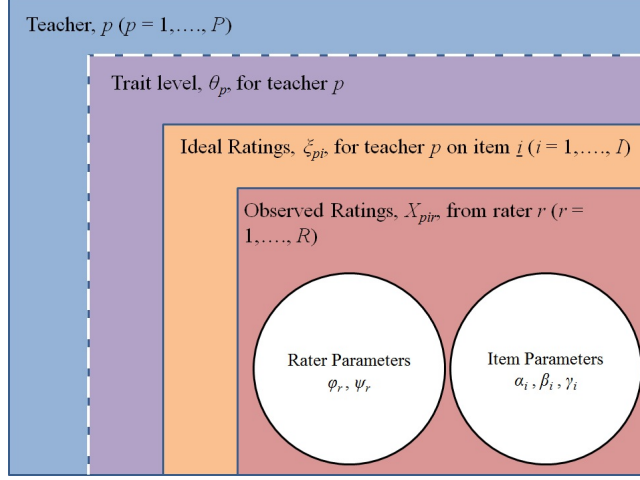 Teacher, p (p = 1,…., P)
Trait level, θp, for teacher p
Ideal Ratings, ξpi, for teacher p on item i (i = 1,…., I)
Observed Ratings, Xpir, from rater r (r =
1,…., R)
Rater Parameters
φr, ψr
Item Parameters
αi, βi, γi